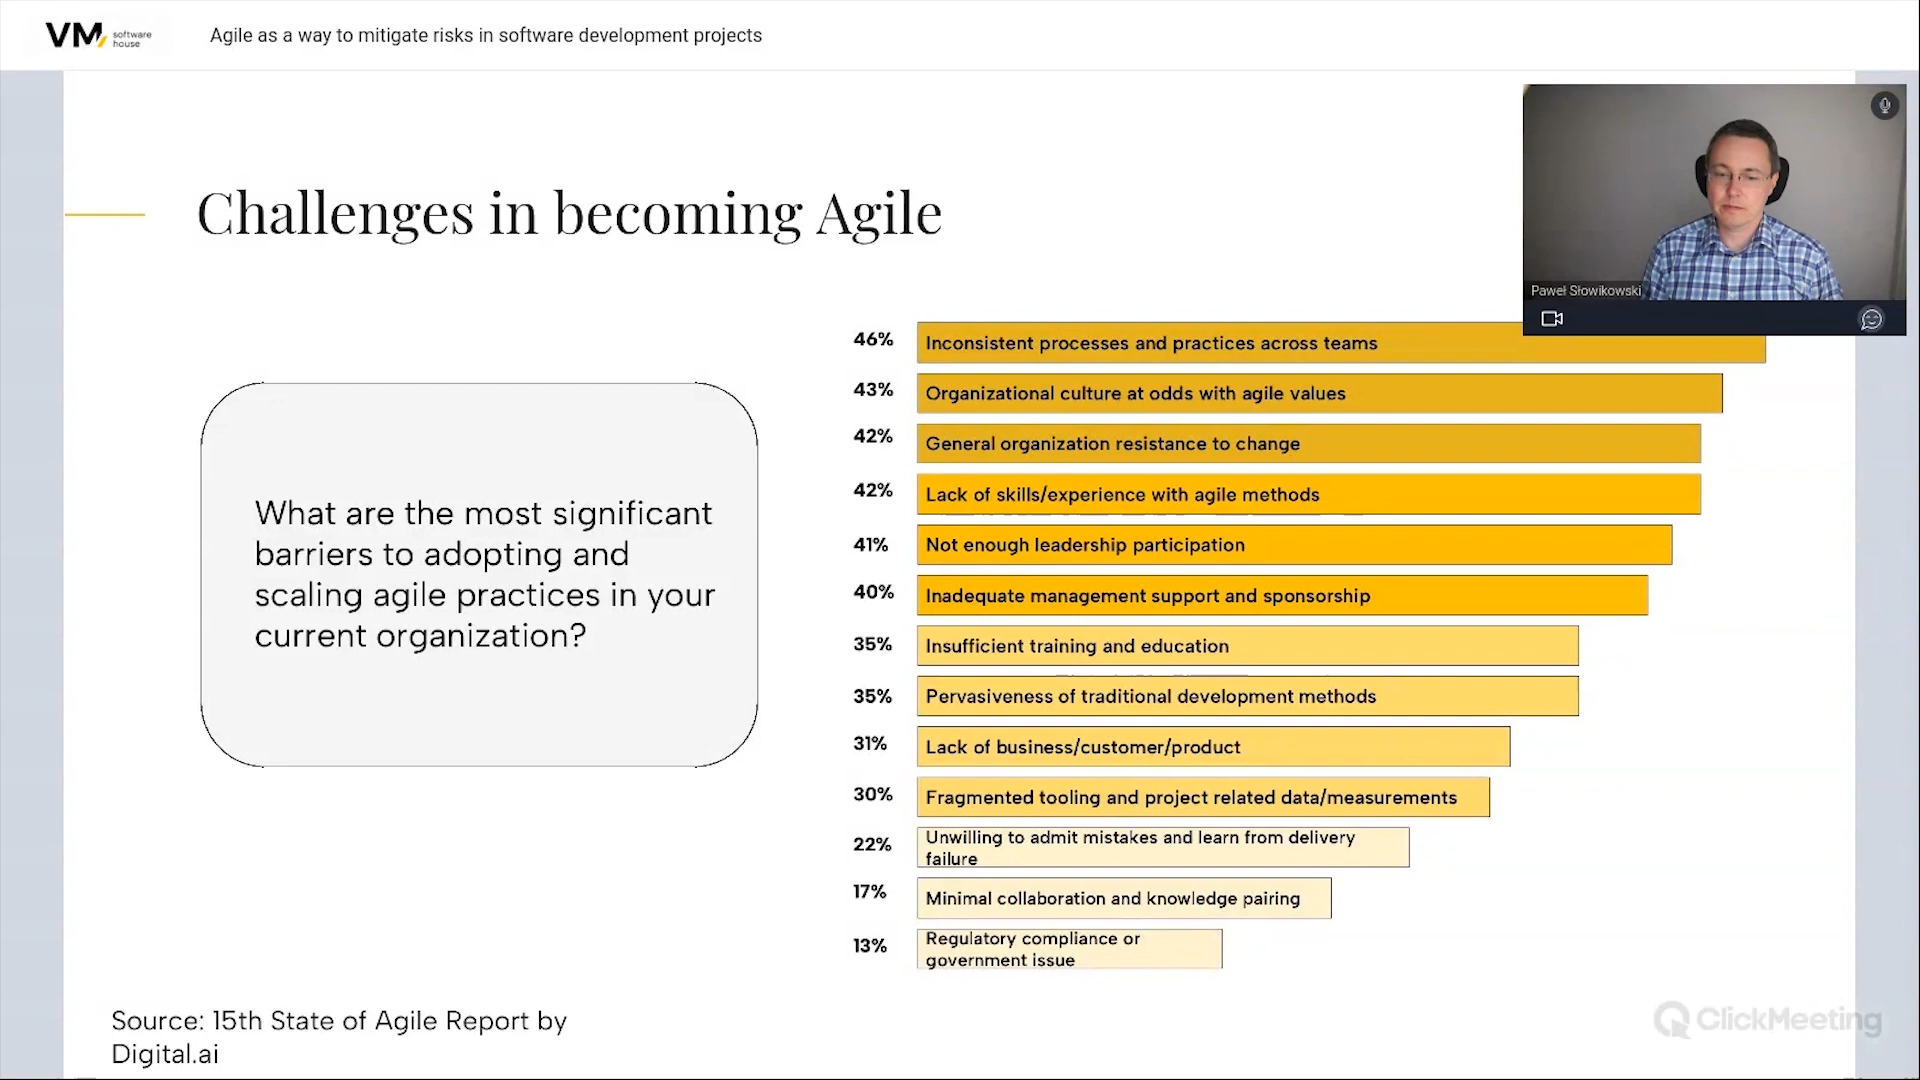 VM software house
Agile as a way to mitigate risks in software development projects
Challenges in becoming Agile
Paweł Słowikowski
What are the most significant
barriers to adopting and
scaling agile practices in your
current organization?
46% Inconsistent processes and practices across teams
43% Organizational culture at odds with agile values
42% General organization resistance to change
42% Lack of skills/experience with agile methods
41% Not enough leadership participation
40% Inadequate management support and sponsorship
35% Insufficient training and education
35% Pervasiveness of traditional development methods
31% Lack of business/customer/product
30% Fragmented tooling and project related data/measurements
22% Unwilling to admit mistakes and learn from delivery
failure
17% Minimal collaboration and knowledge pairing
13% Regulatory compliance or
government issue
Source: 15th State of Agile Report by
Digital.ai
ClickMeeting